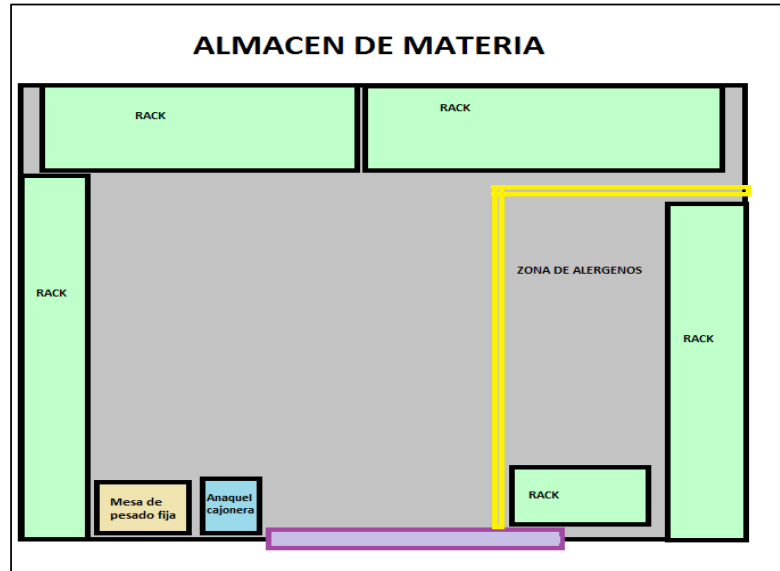 ALMACEN DE MATERIA
RACK
RACK
RACK
ZONA DE ALERGENOS
RACK
Mesa de
pesado fija
Anaquel
cajonera
RACK